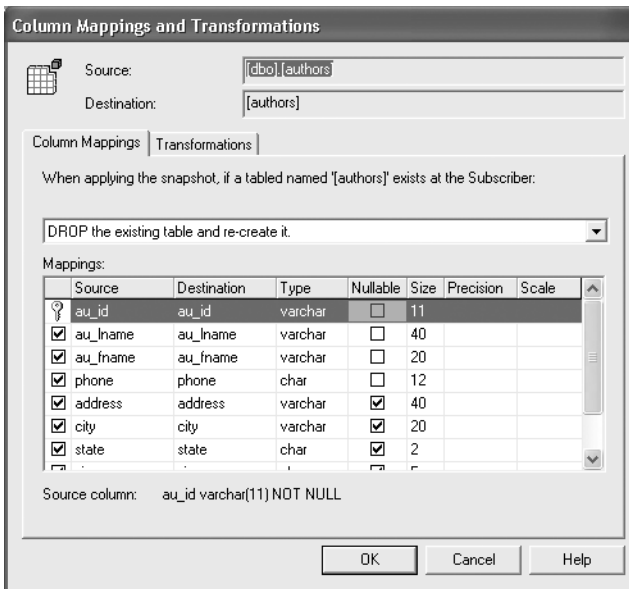 Column Mappings and Transformations
Source: [dbo].[authors]
Destination: [authors]
Column Mappings Transformations
When applying the snapshot, if a tabled named '[authors]' exists at the Subscriber:
DROP the existing table and re-create it.
Mappings:
Source Destination Type Nullable Size Precision Scale
au_id au_id varchar 11
au_lname au_lname varchar 40
au_fname au_fname varchar 20
phone phone char 12
address address varchar 40
city city varchar 20
state state char 2
Source column: au_id varchar(11) NOT NULL
OK Cancel Help